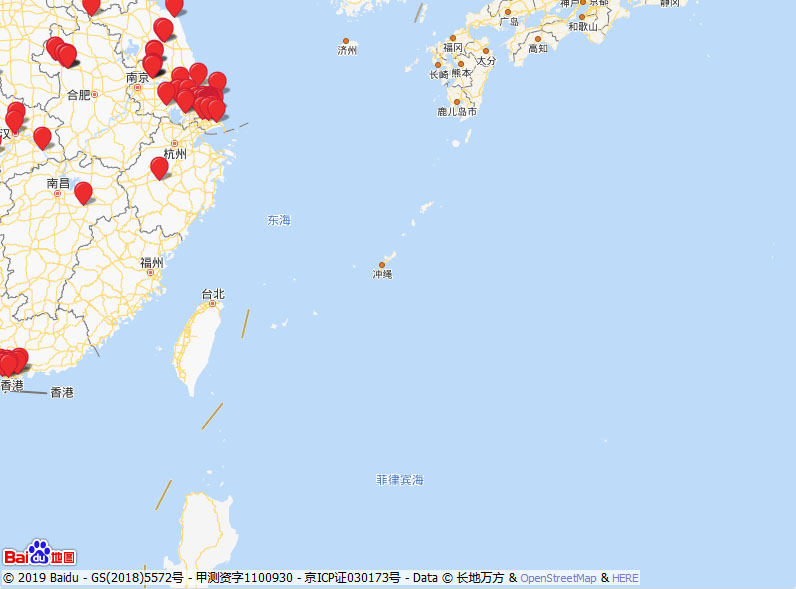 神户 京都
静冈
广岛
和歌山
济州
福冈
高知
大分
长崎 熊本
南京
合肥
鹿儿岛市
汉
杭州
南昌
东海
福州
冲绳
台北
香港
香港
菲律宾海
Bai du 地图
© 2019 Baidu - GS(2018)5572号 - 甲测资字1100930 - 京ICP证030173号 - Data © 长地万方 & OpenStreetMap & HERE